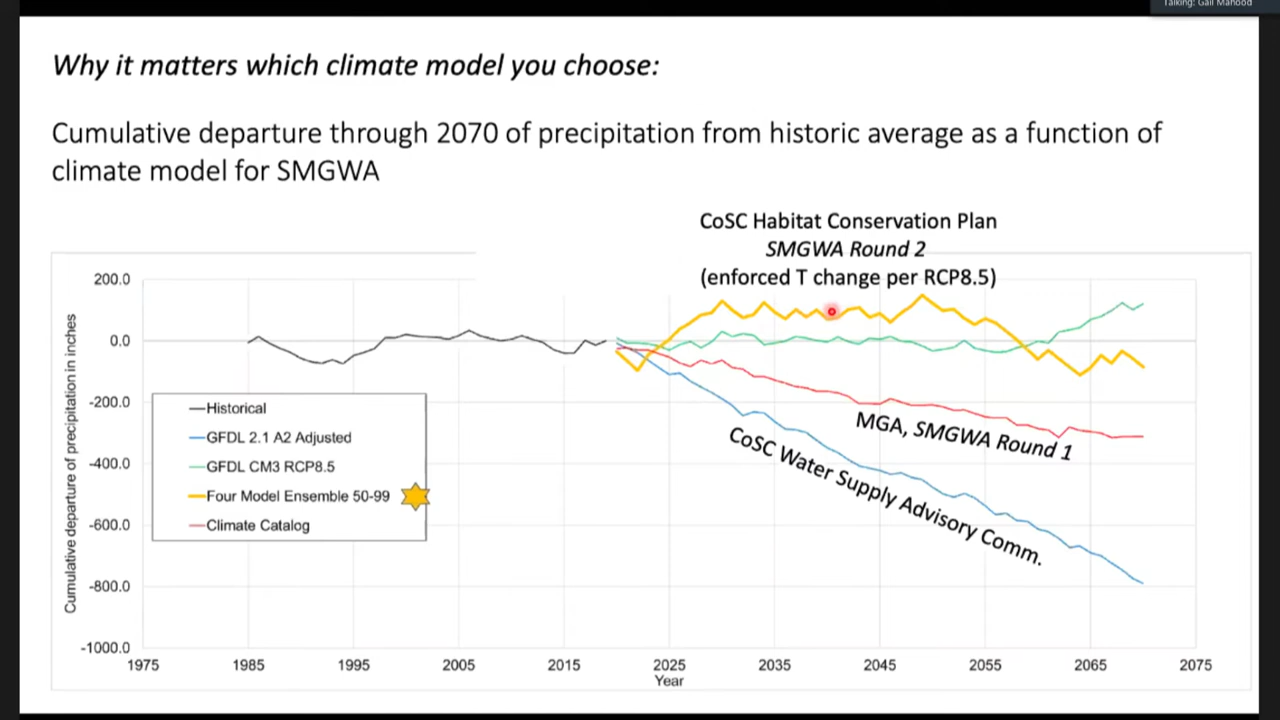 Talking: Gail Mahood
Why it matters which climate model you choose:
Cumulative departure through 2070 of precipitation from historic average as a function of
climate model for SMGWA
CoSC Habitat Conservation Plan
SMGWA Round 2
(enforced T change per RCP8.5)
Cumulative departure of precipitation in inches
200.0
0.0
-200.0
-400.0
-600.0
-800.0
-1000.0
Historical
GFDL 2.1 A2 Adjusted
GFDL CM3 RCP8.5
Four Model Ensemble 50-99
Climate Catalog
MGA, SMGWA Round 1
CoSC Water Supply Advisory Comm.
1975 1985 1995 2005 2015 2025 2035 2045 2055 2065 2075
Year